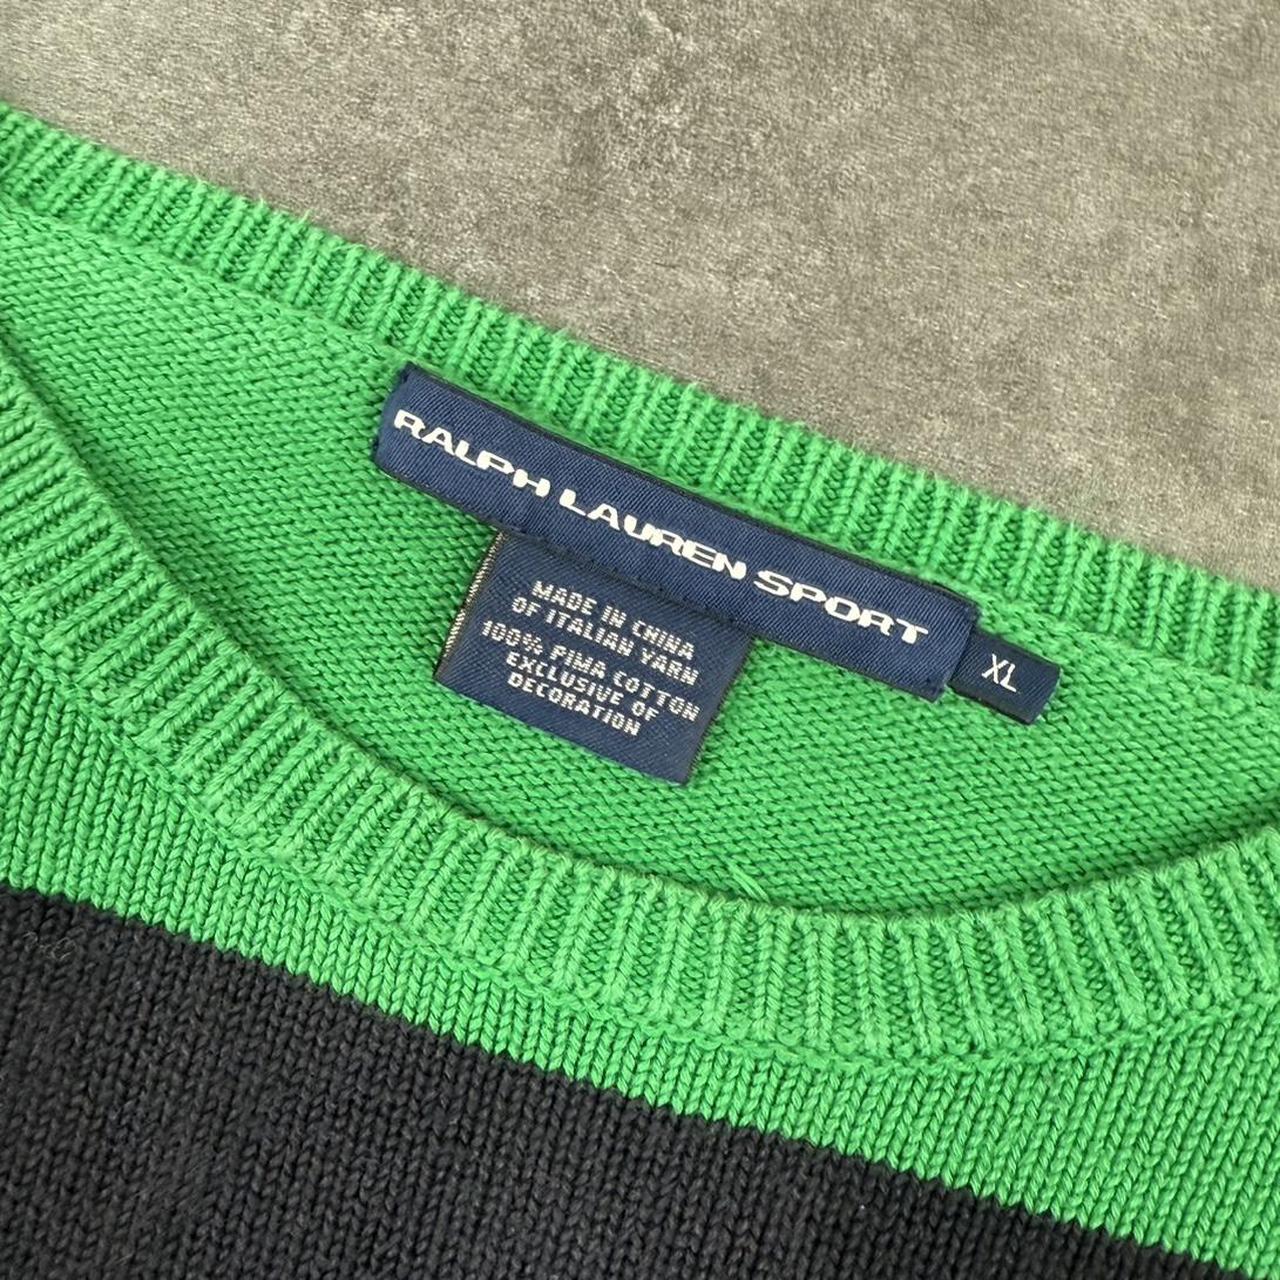 RALPH LAUREN SPORT
XL
MADE IN CHINA
OF ITALIAN YARN
100% PIMA COTTON
EXCLUSIVE OF
DECORATION